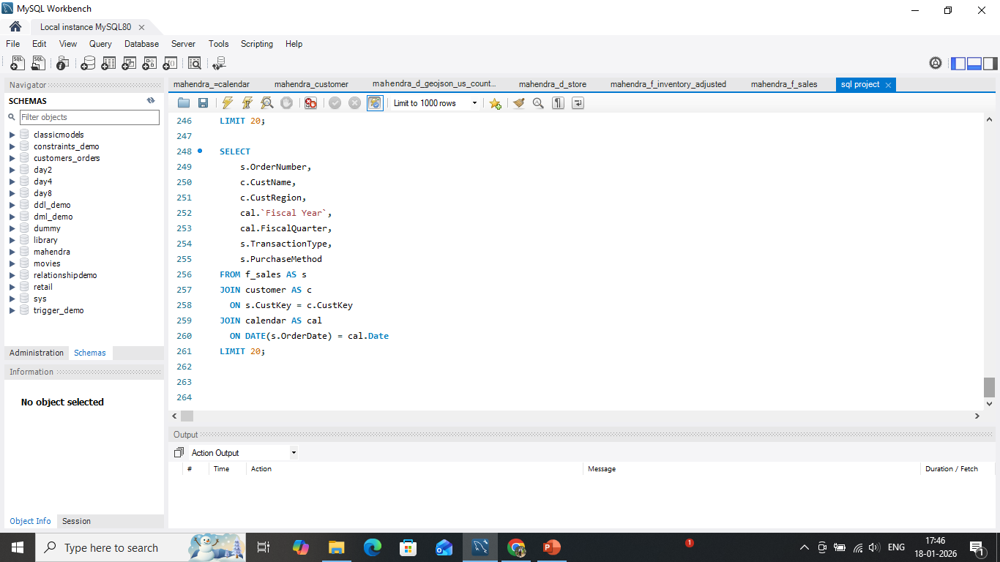 MySQL Workbench
Local instance MySQL80
File Edit View Query Database Server Tools Scripting Help
Navigator
SCHEMAS
Filter objects
classicmodels
constraints_demo
customers_orders
day2
day4
day8
ddl_demo
dml_demo
dummy
library
mahendra
movies
relationshipdemo
retail
sys
trigger_demo
Administration Schemas
Information
No object selected
Object Info Session
mahendra_=calendar mahendra_customer mahendra_d_geojson_us_count... mahendra_d_store mahendra_f_inventory_adjusted mahendra_f_sales sql project
Limit to 1000 rows
246 LIMIT 20;
247
248 SELECT
249 s.OrderNumber,
250 c.CustName,
251 c.CustRegion,
252 cal.`Fiscal Year`,
253 cal.FiscalQuarter,
254 s.TransactionType,
255 s.PurchaseMethod
256 FROM f_sales AS s
257 JOIN customer AS c
258 ON s.CustKey = c.CustKey
259 JOIN calendar AS cal
260 ON DATE(s.OrderDate) = cal.Date
261 LIMIT 20;
262
263
264
Output
Action Output
# Time Action Message Duration / Fetch
Type here to search
1
ENG
17:46
18-01-2026
1